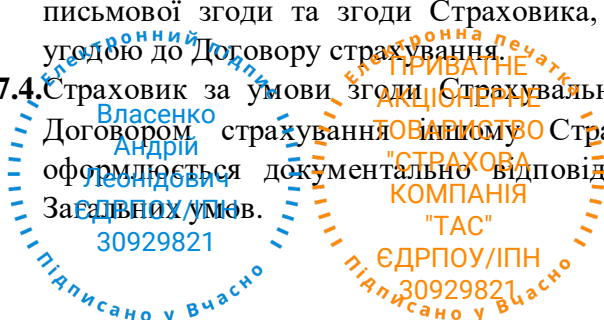 письмової згоди та згоди Страховика,
угодою до Договору страхування.
7.4.Страховик за умови згоди Страхувальн
Договором страхування іншому Стра
оформлюється документально відповід
Загальних умов.
Електронний підпис
Власенко
Андрій
Леонідович
ЄДРПОУ/ІПН
30929821
Підписано у Вчасно
Електронна печатка
ПРИВАТНЕ
АКЦІОНЕРНЕ
ТОВАРИСТВО
"СТРАХОВА
КОМПАНІЯ
"ТАС"
ЄДРПОУ/ІПН
30929821
Підписано у Вчасно